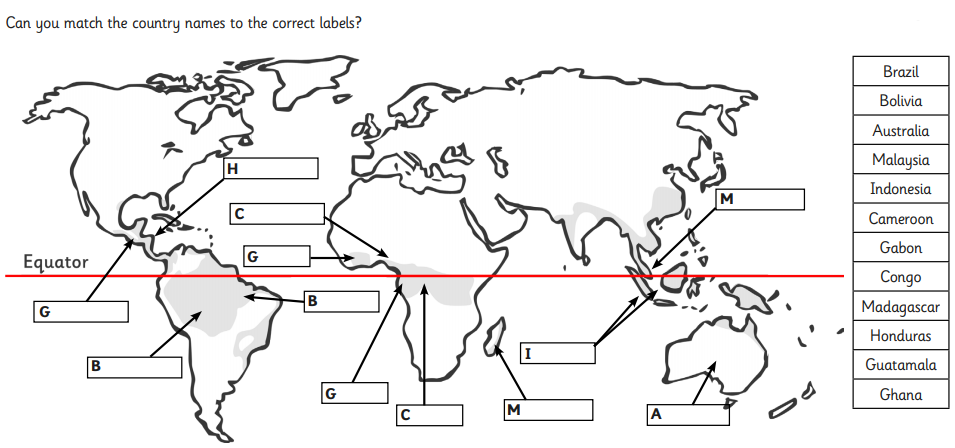 Can you match the country names to the correct labels?
H
C
M
G
Equator
G
B
B
I
G
C
M
A
Brazil
Bolivia
Australia
Malaysia
Indonesia
Cameroon
Gabon
Congo
Madagascar
Honduras
Guatamala
Ghana